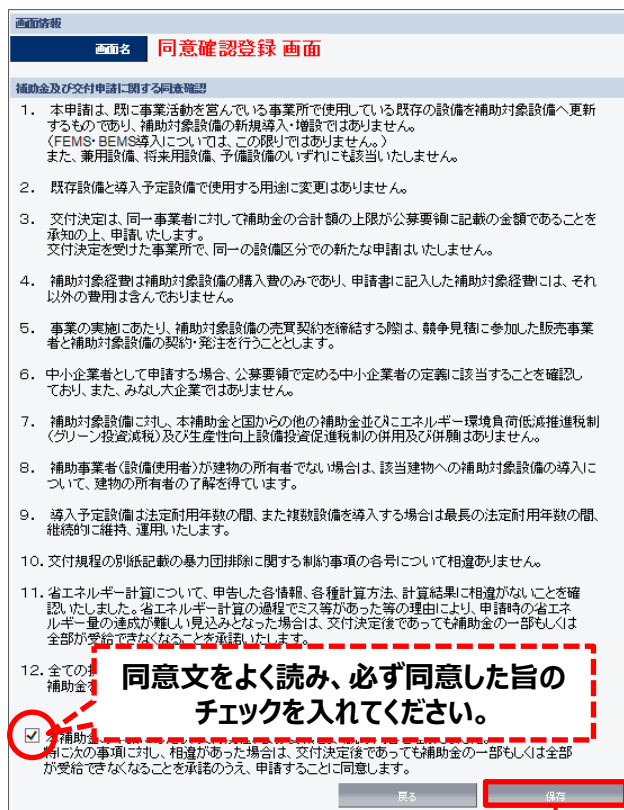 画面情報
画面名 同意確認登録 画面
補助金及び交付申請に関する同意確認
1. 本申請は、既に事業活動を営んでいる事業所で使用している既存の設備を補助対象設備へ更新
するものであり、補助対象設備の新規導入・増設ではありません。
（FEMS・BEMS導入については、この限りではありません。）
また、兼用設備、将来用設備、予備設備のいずれにも該当いたしません。
2. 既存設備と導入予定設備で使用する用途に変更はありません。
3. 交付決定は、同一事業者に対して補助金の合計額の上限が公募要領に記載の金額であることを
承知の上、申請いたします。
交付決定を受けた事業所で、同一の設備区分での新たな申請はいたしません。
4. 補助対象経費は補助対象設備の購入費のみであり、申請書に記入した補助対象経費には、それ
以外の費用は含んでおりません。
5. 事業の実施にあたり、補助対象設備の売買契約を締結する際は、競争見積に参加した販売事業
者と補助対象設備の契約・発注を行うこととします。
6. 中小企業者として申請する場合、公募要領で定める中小企業者の定義に該当することを確認し
ており、また、みなし大企業ではありません。
7. 補助対象設備に対し、本補助金と国からの他の補助金並びにエネルギー環境負荷低減推進税制
（グリーン投資減税）及び生産性向上設備投資促進税制の併用及び併願はありません。
8. 補助事業者（設備使用者）が建物の所有者でない場合は、該当建物への補助対象設備の導入に
ついて、建物の所有者の了解を得ています。
9. 導入予定設備は法定耐用年数の間、また複数設備を導入する場合は最長の法定耐用年数の間、
継続的に維持、運用いたします。
10. 交付規程の別紙記載の暴力団排除に関する制約事項の各号について相違ありません。
11. 省エネルギー計算について、申告した各情報、各種計算方法、計算結果に相違がないことを確
認いたしました。省エネルギー計算の過程でミス等があった等の理由により、申請時の省エネ
ルギー量の達成が難しい見込みとなった場合は、交付決定後であっても補助金の一部もしくは
全部が受給できなくなることを承諾いたします。
12. 全ての
補助金
同意文をよく読み、必ず同意した旨の
チェックを入れてください。
補助金
特に次の事項に対し、相違があった場合は、交付決定後であっても補助金の一部もしくは全部
が受給できなくなることを承諾のうえ、申請することに同意します。
戻る 保存